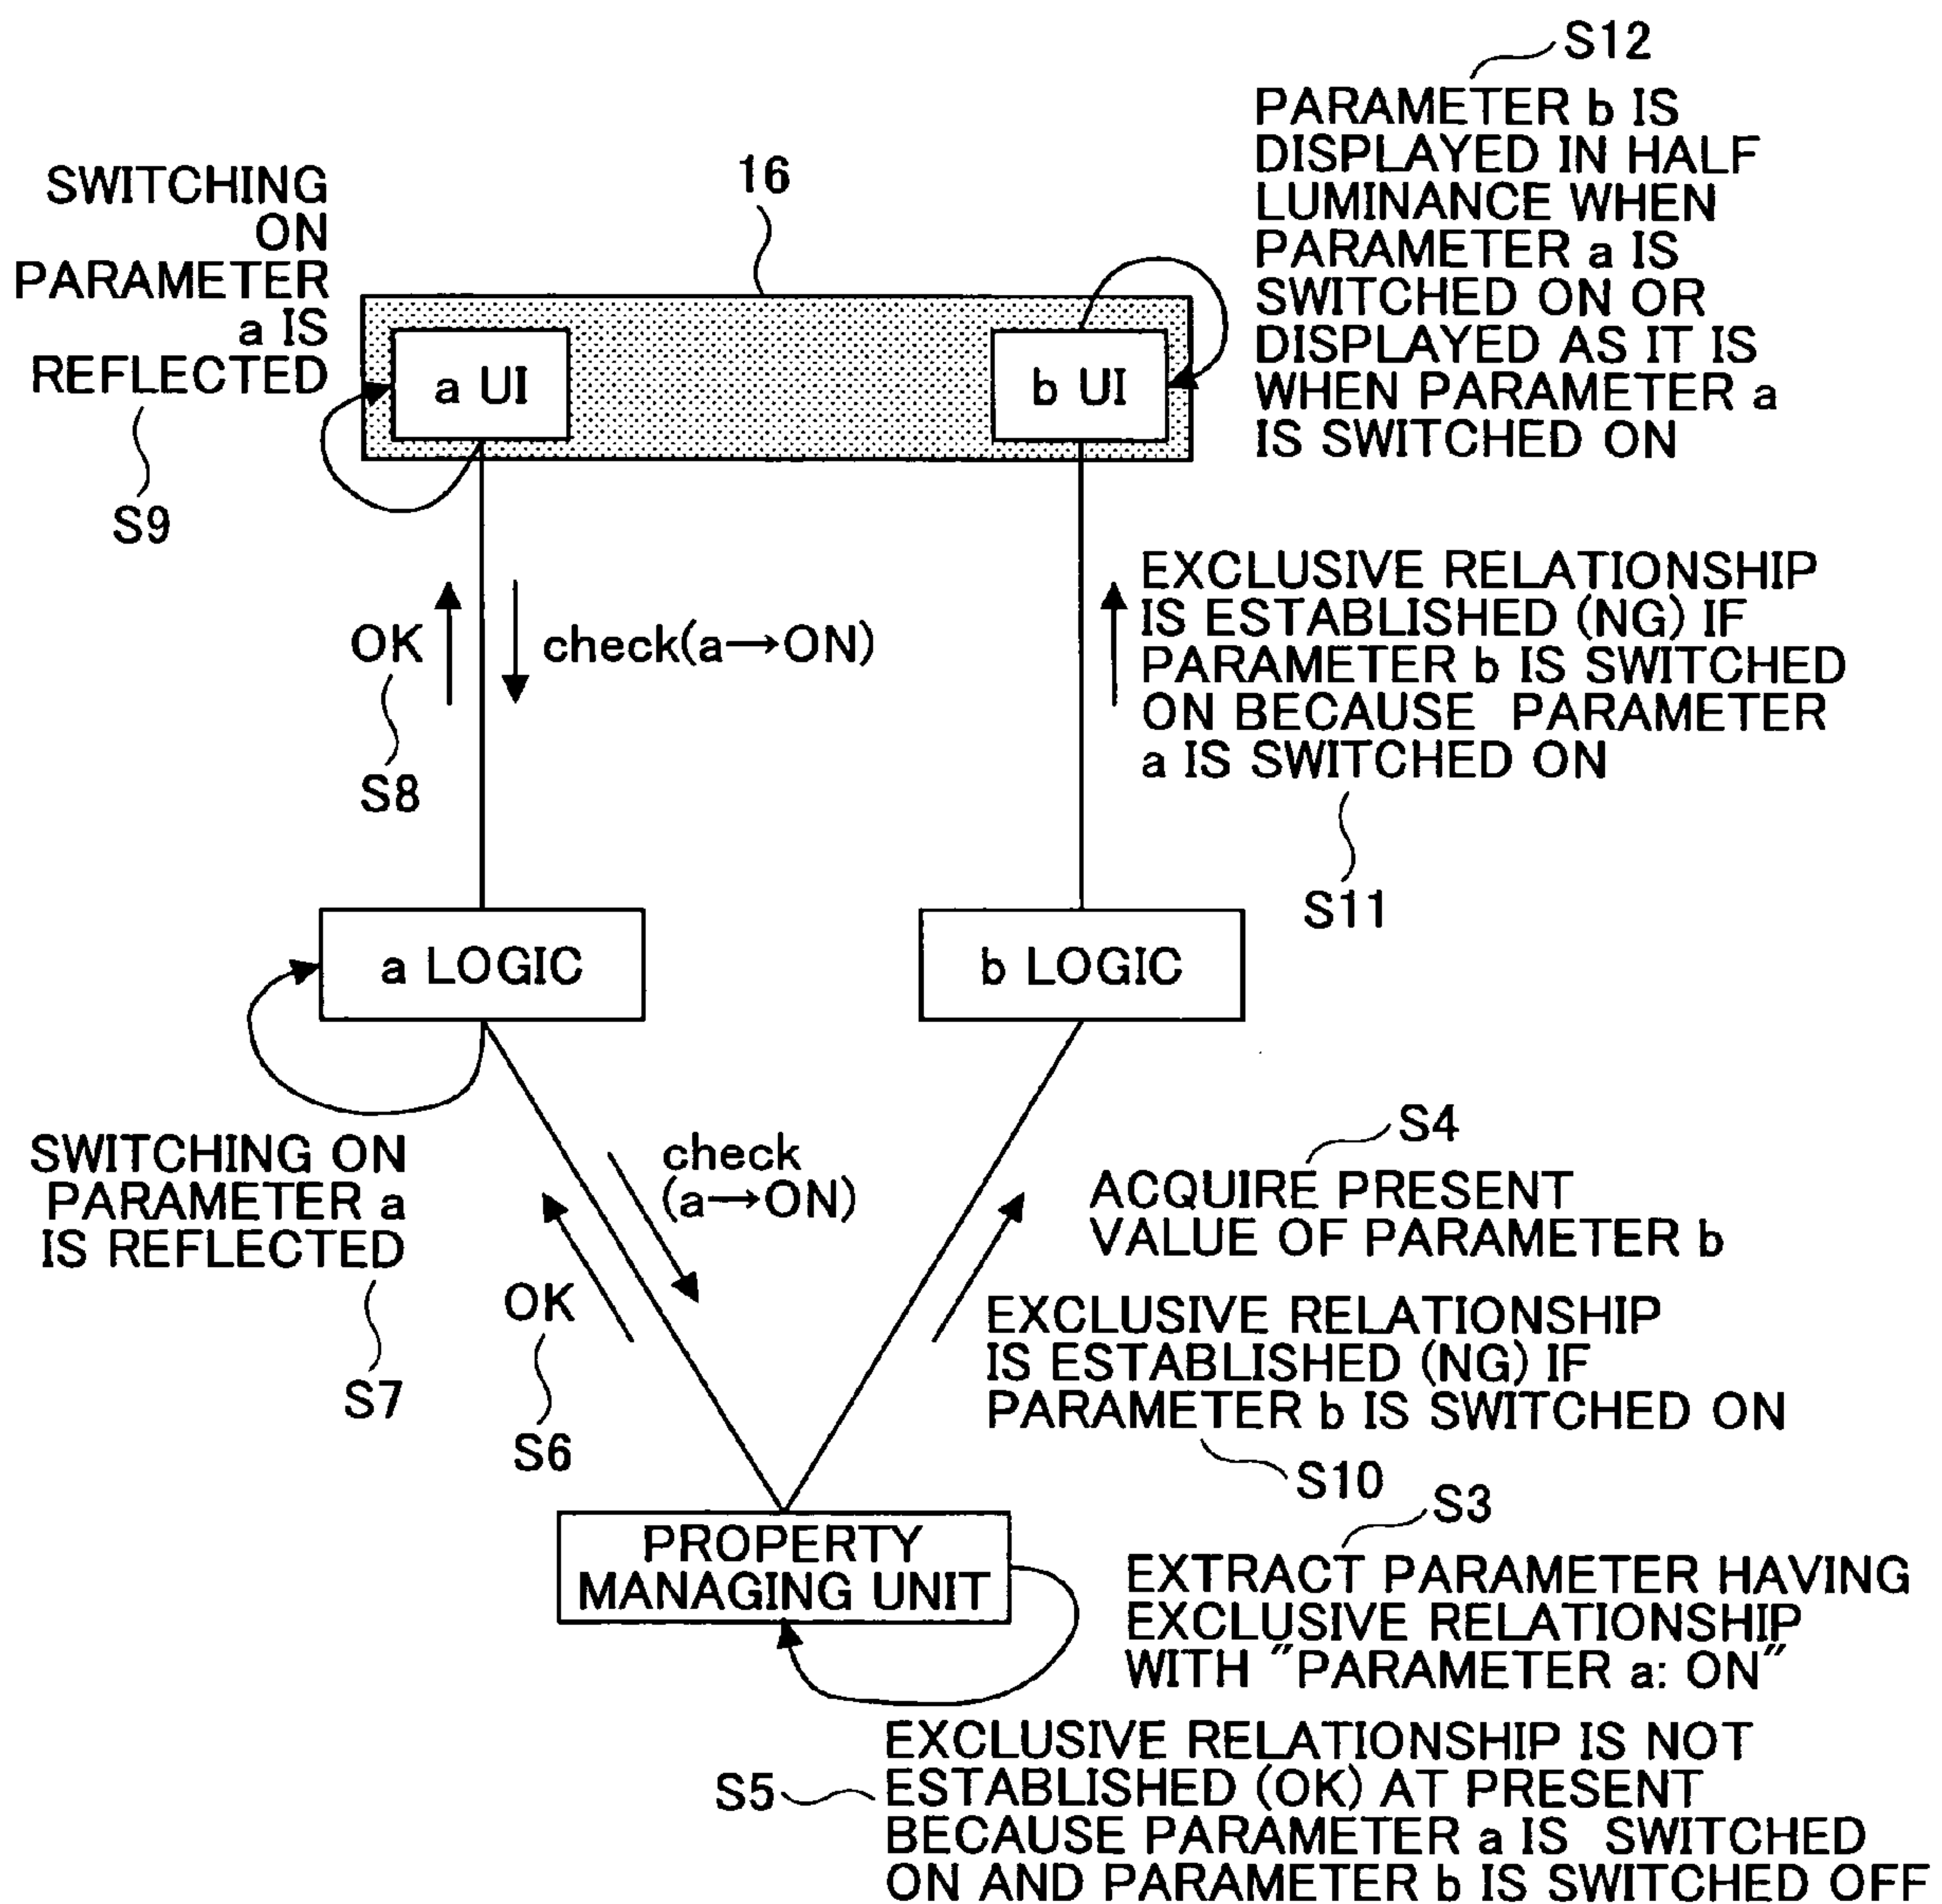 S12
PARAMETER b IS
DISPLAYED IN HALF
LUMINANCE WHEN
PARAMETER a IS
SWITCHED ON OR
DISPLAYED AS IT IS
WHEN PARAMETER a
IS SWITCHED ON
16
SWITCHING
ON
PARAMETER
a IS
REFLECTED
S9
a UI
b UI
OK
S8
check(a→ON)
EXCLUSIVE RELATIONSHIP
IS ESTABLISHED (NG) IF
PARAMETER b IS SWITCHED
ON BECAUSE PARAMETER
a IS SWITCHED ON
S11
a LOGIC
b LOGIC
SWITCHING ON
PARAMETER a
IS REFLECTED
S7
check
(a→ON)
OK
S6
S4
ACQUIRE PRESENT
VALUE OF PARAMETER b
EXCLUSIVE RELATIONSHIP
IS ESTABLISHED (NG) IF
PARAMETER b IS SWITCHED ON
S10
PROPERTY
MANAGING UNIT
S3
EXTRACT PARAMETER HAVING
EXCLUSIVE RELATIONSHIP
WITH "PARAMETER a: ON"
S5
EXCLUSIVE RELATIONSHIP IS NOT
ESTABLISHED (OK) AT PRESENT
BECAUSE PARAMETER a IS SWITCHED
ON AND PARAMETER b IS SWITCHED OFF